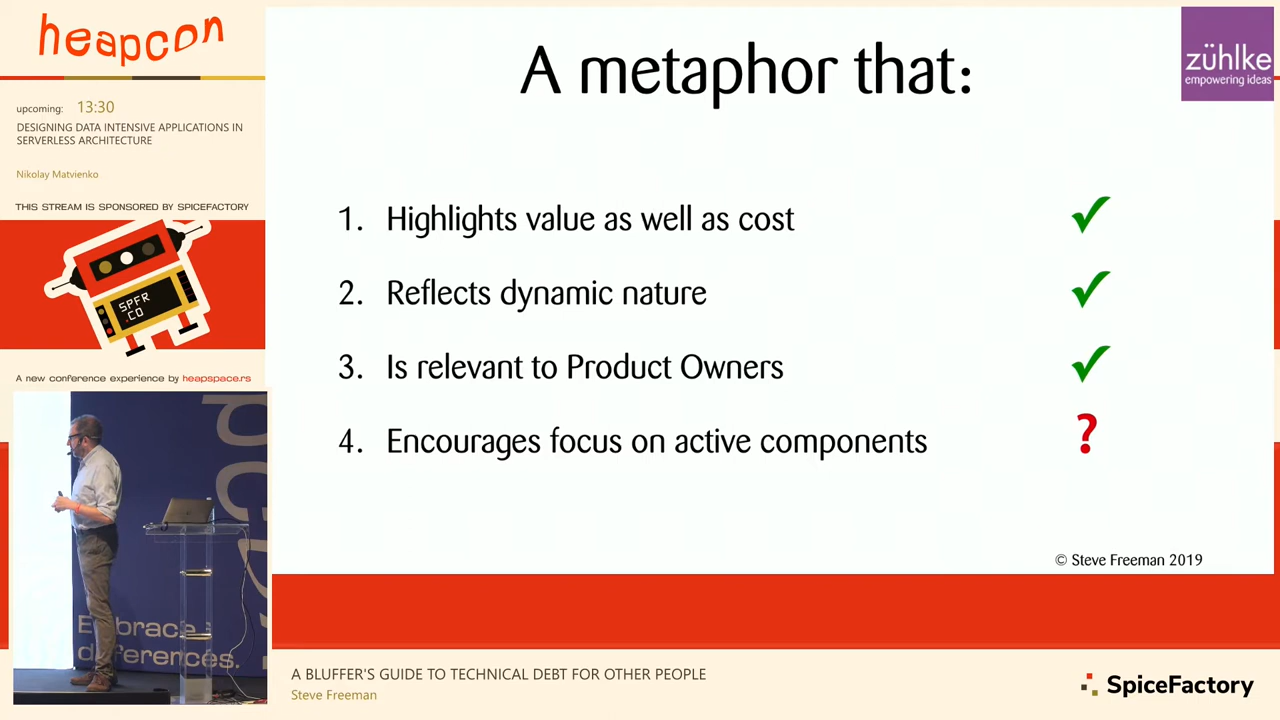 heapcon
upcoming: 13:30
DESIGNING DATA INTENSIVE APPLICATIONS IN
SERVERLESS ARCHITECTURE
Nikolay Matvienko
THIS STREAM IS SPONSORED BY SPICEFACTORY
SPFR
.CO
A new conference experience by heapspace.rs
Embrace
differences.
A metaphor that:
zühlke
empowering ideas
1. Highlights value as well as cost
2. Reflects dynamic nature
3. Is relevant to Product Owners
4. Encourages focus on active components
?
© Steve Freeman 2019
A BLUFFER'S GUIDE TO TECHNICAL DEBT FOR OTHER PEOPLE
Steve Freeman
SpiceFactory